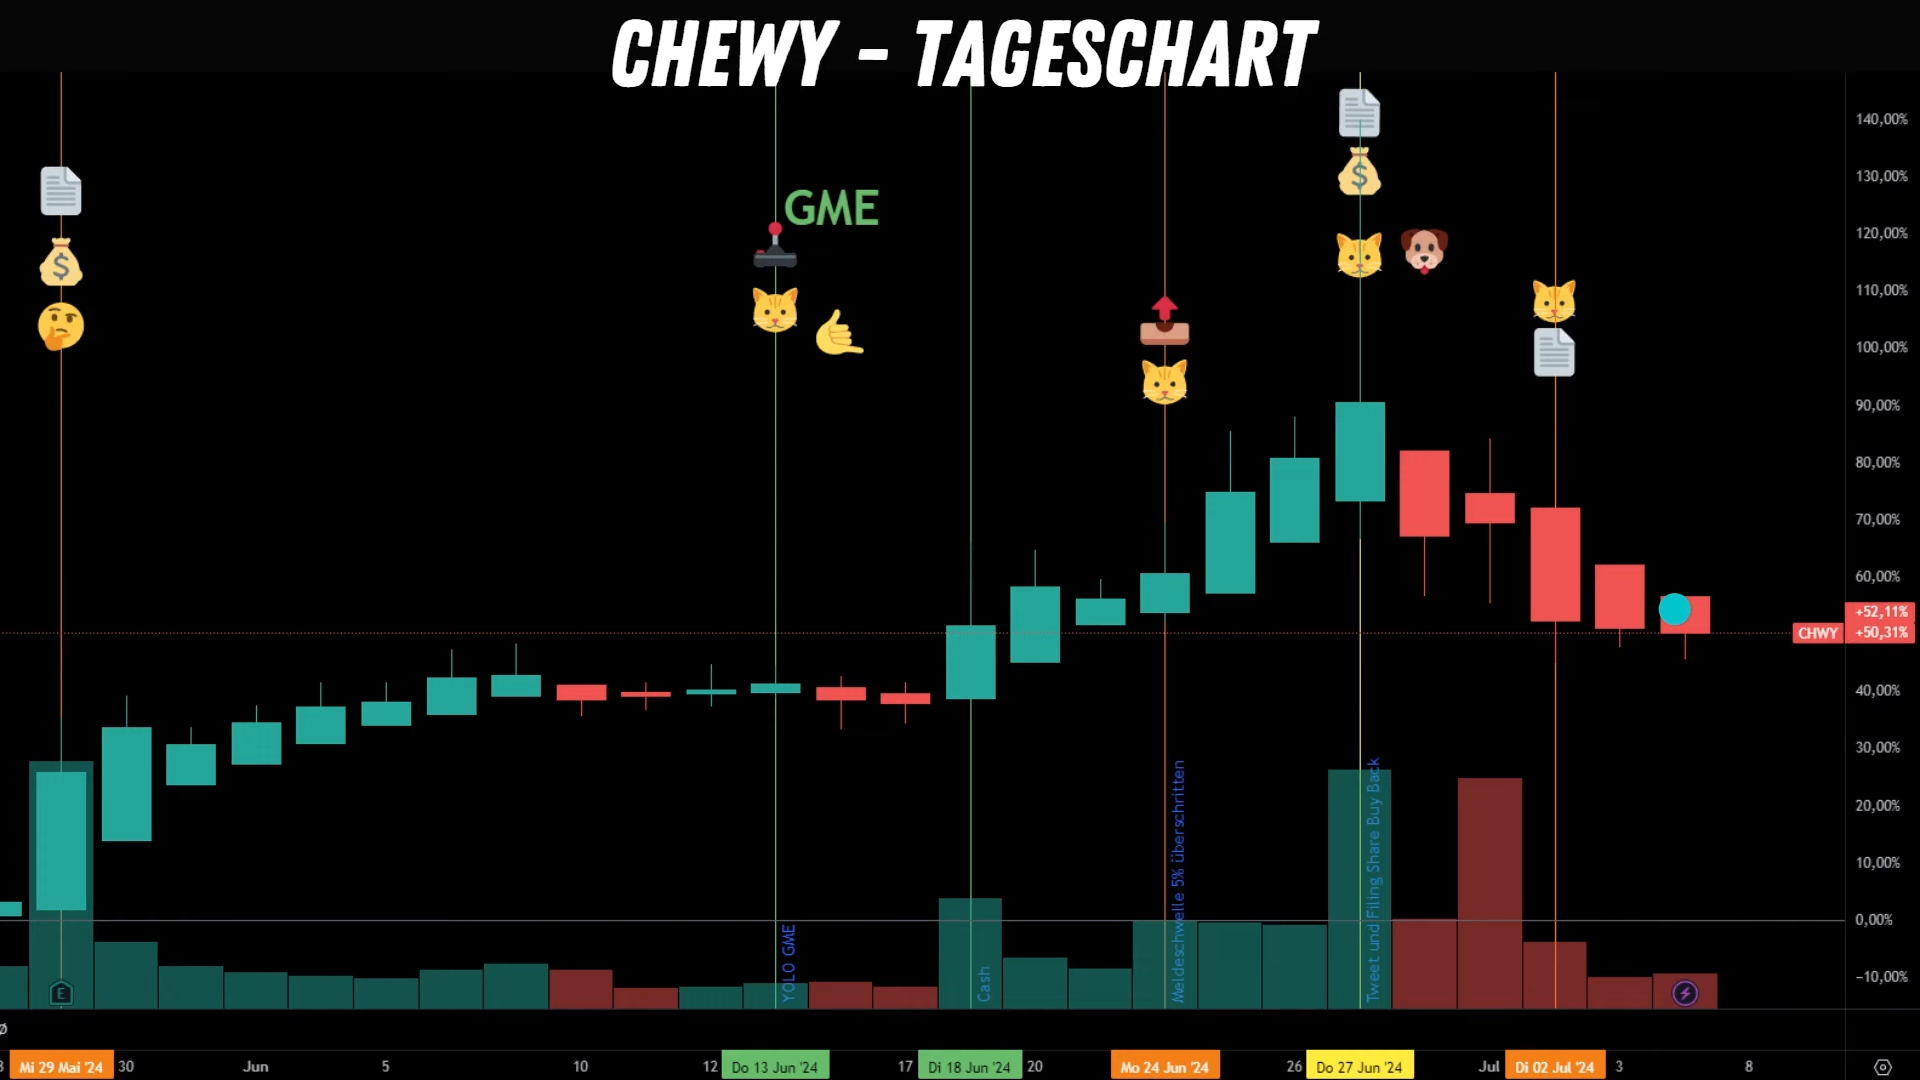 CHEWY - TAGESCHART
140,00%
130,00%
GME
120,00%
110,00%
100,00%
90,00%
80,00%
70,00%
60,00%
+52,11%
CHWY +50,31%
40,00%
30,00%
20,00%
10,00%
0,00%
-10,00%
YOLO GME
Cash
Meldeschwelle 5% überschritten
Tweet und Filing Share Buy Back
E
Mi 29 Mai '24 30 Jun 5 10 12 Do 13 Jun '24 17 Di 18 Jun '24 20 Mo 24 Jun '24 26 Do 27 Jun '24 Jul Di 02 Jul '24 3 8